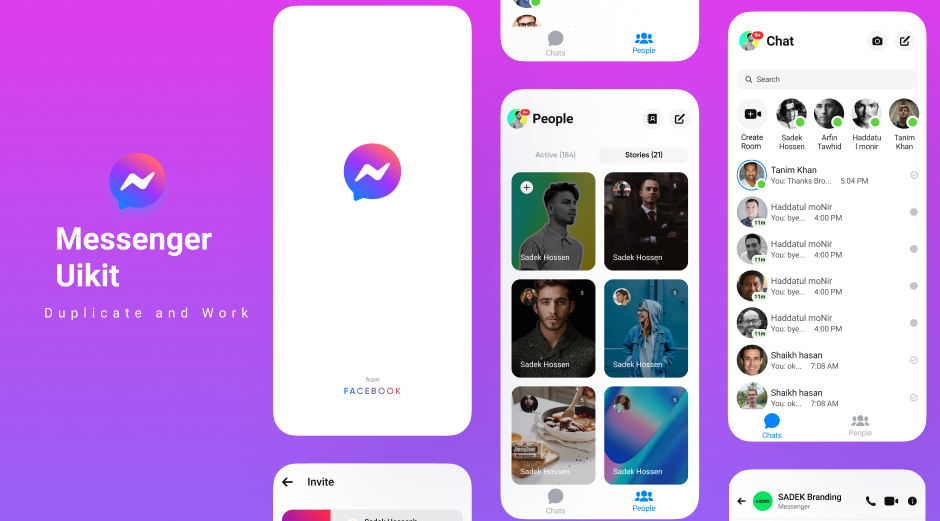 Messenger
Uikit
Duplicate and Work
from
FACEBOOK
Invite
Chats
People
9+
People
Active (184)
Stories (21)
5
Sadek Hossen
Sadek Hossen
5
5
Sadek Hossen
Sadek Hossen
5
5
Sadek Hossen
Sadek Hossen
Chats
People
9+
Chat
Search
Create
Room
Sadek
Hossen
Arfin
Tawhid
Haddatu
l monir
Tanim
Khan
Tanim Khan
You: Thanks Bro... 5:04 PM
Haddatul moNir
You: bye... 4:00 PM
11m
Haddatul moNir
You: bye... 4:00 PM
11m
Haddatul moNir
You: bye... 4:00 PM
11m
Haddatul moNir
You: bye... 4:00 PM
11m
Shaikh hasan
You: ok... 7:08 AM
Shaikh hasan
You: ok... 7:08 AM
Chats
People
sadek
SADEK Branding
Messenger